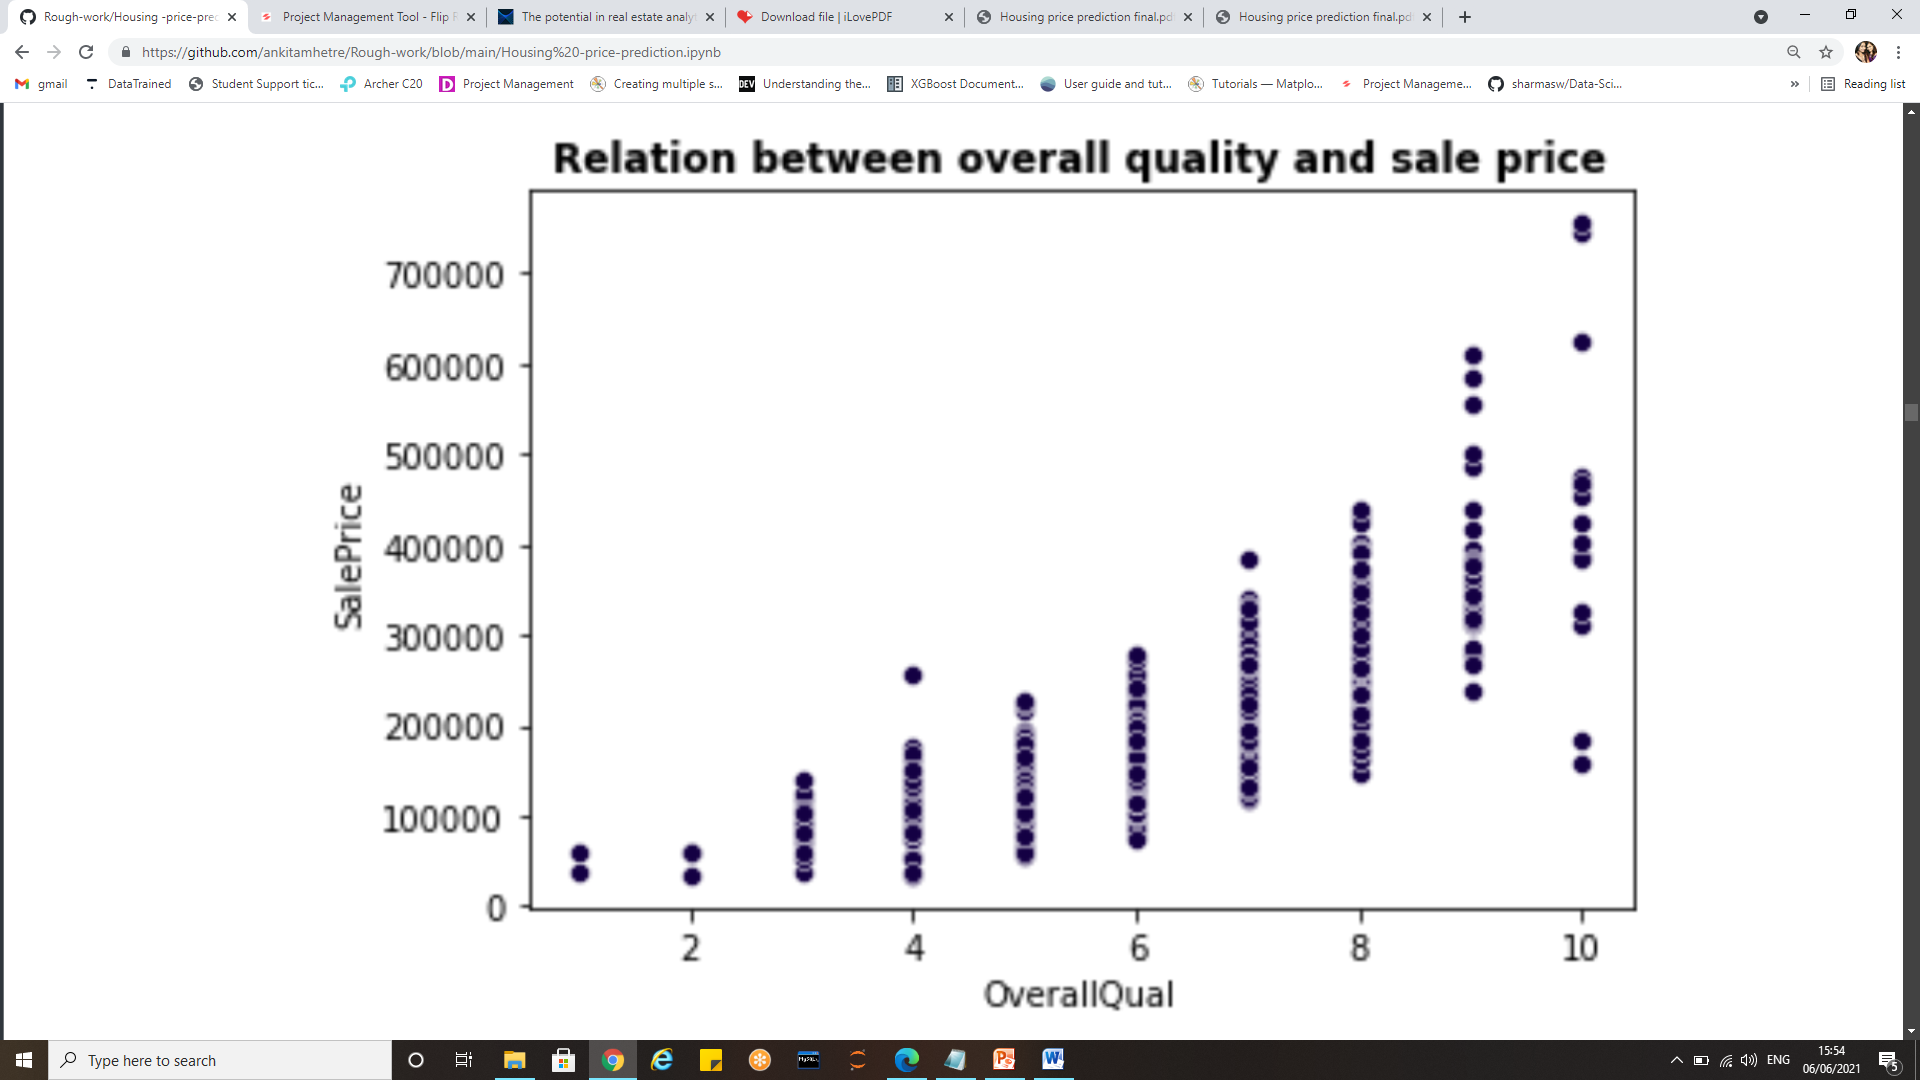 Rough-work/Housing -price-prec
Project Management Tool - Flip R
The potential in real estate analyt
Download file | iLovePDF
Housing price prediction final.pd
Housing price prediction final.pd
https://github.com/ankitamhetre/Rough-work/blob/main/Housing%20-price-prediction.ipynb
gmail
DataTrained
Student Support tic...
Archer C20
Project Management
Creating multiple s...
DEV
Understanding the...
XGBoost Document...
User guide and tut...
Tutorials — Matplo...
Project Manageme...
sharmasw/Data-Sci...
»
Reading list
Relation between overall quality and sale price
700000
600000
500000
400000
300000
200000
100000
0
SalePrice
2 4 6 8 10
OverallQual
Type here to search
ENG
15:54
06/06/2021
5